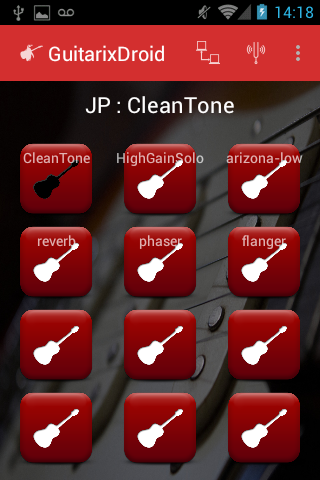 14:18
GuitarixDroid
JP : CleanTone
CleanTone HighGainSolo arizona-low
reverb phaser flanger